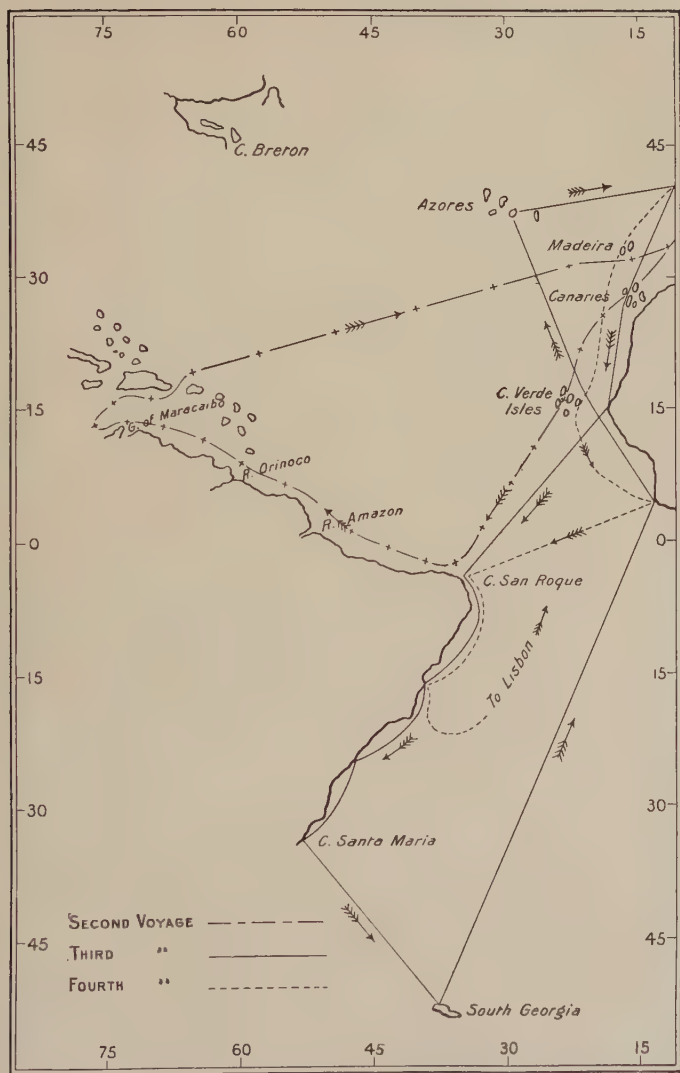 75 60 45 30 15
45
C. Breton
45
Azores
Madeira
30
30
Canaries
15
G. of Maracaibo
C. Verde
Isles
15
R. Orinoco
R. Amazon
0
0
C. San Roque
To Lisbon
15
15
30
30
C. Santa Maria
SECOND VOYAGE
45
THIRD "
45
FOURTH "
South Georgia
75 60 45 30 15